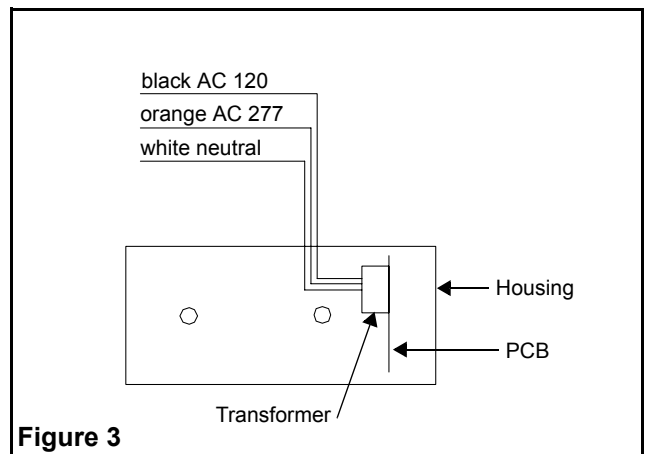 black AC 120
orange AC 277
white neutral
Housing
PCB
Transformer
Figure 3